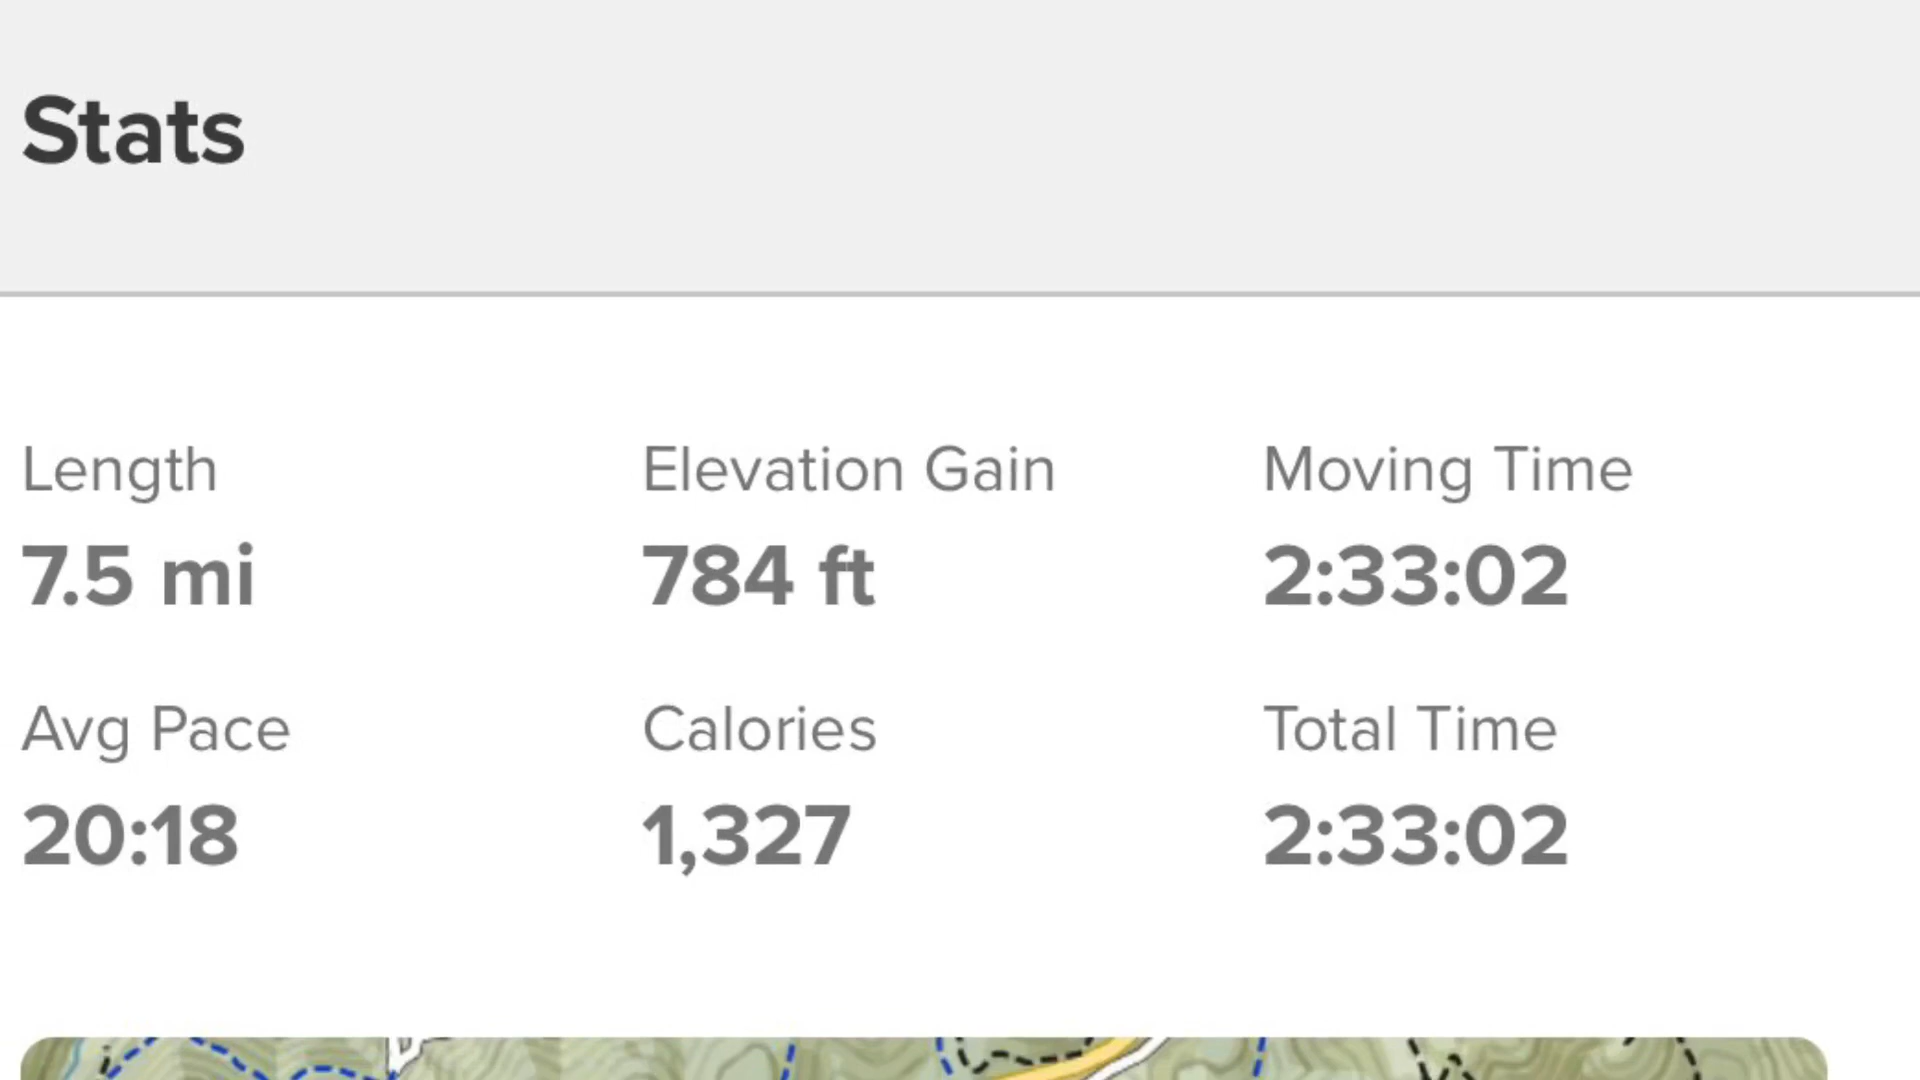 Stats
Length
7.5 mi
Elevation Gain
784 ft
Moving Time
2:33:02
Avg Pace
20:18
Calories
1,327
Total Time
2:33:02